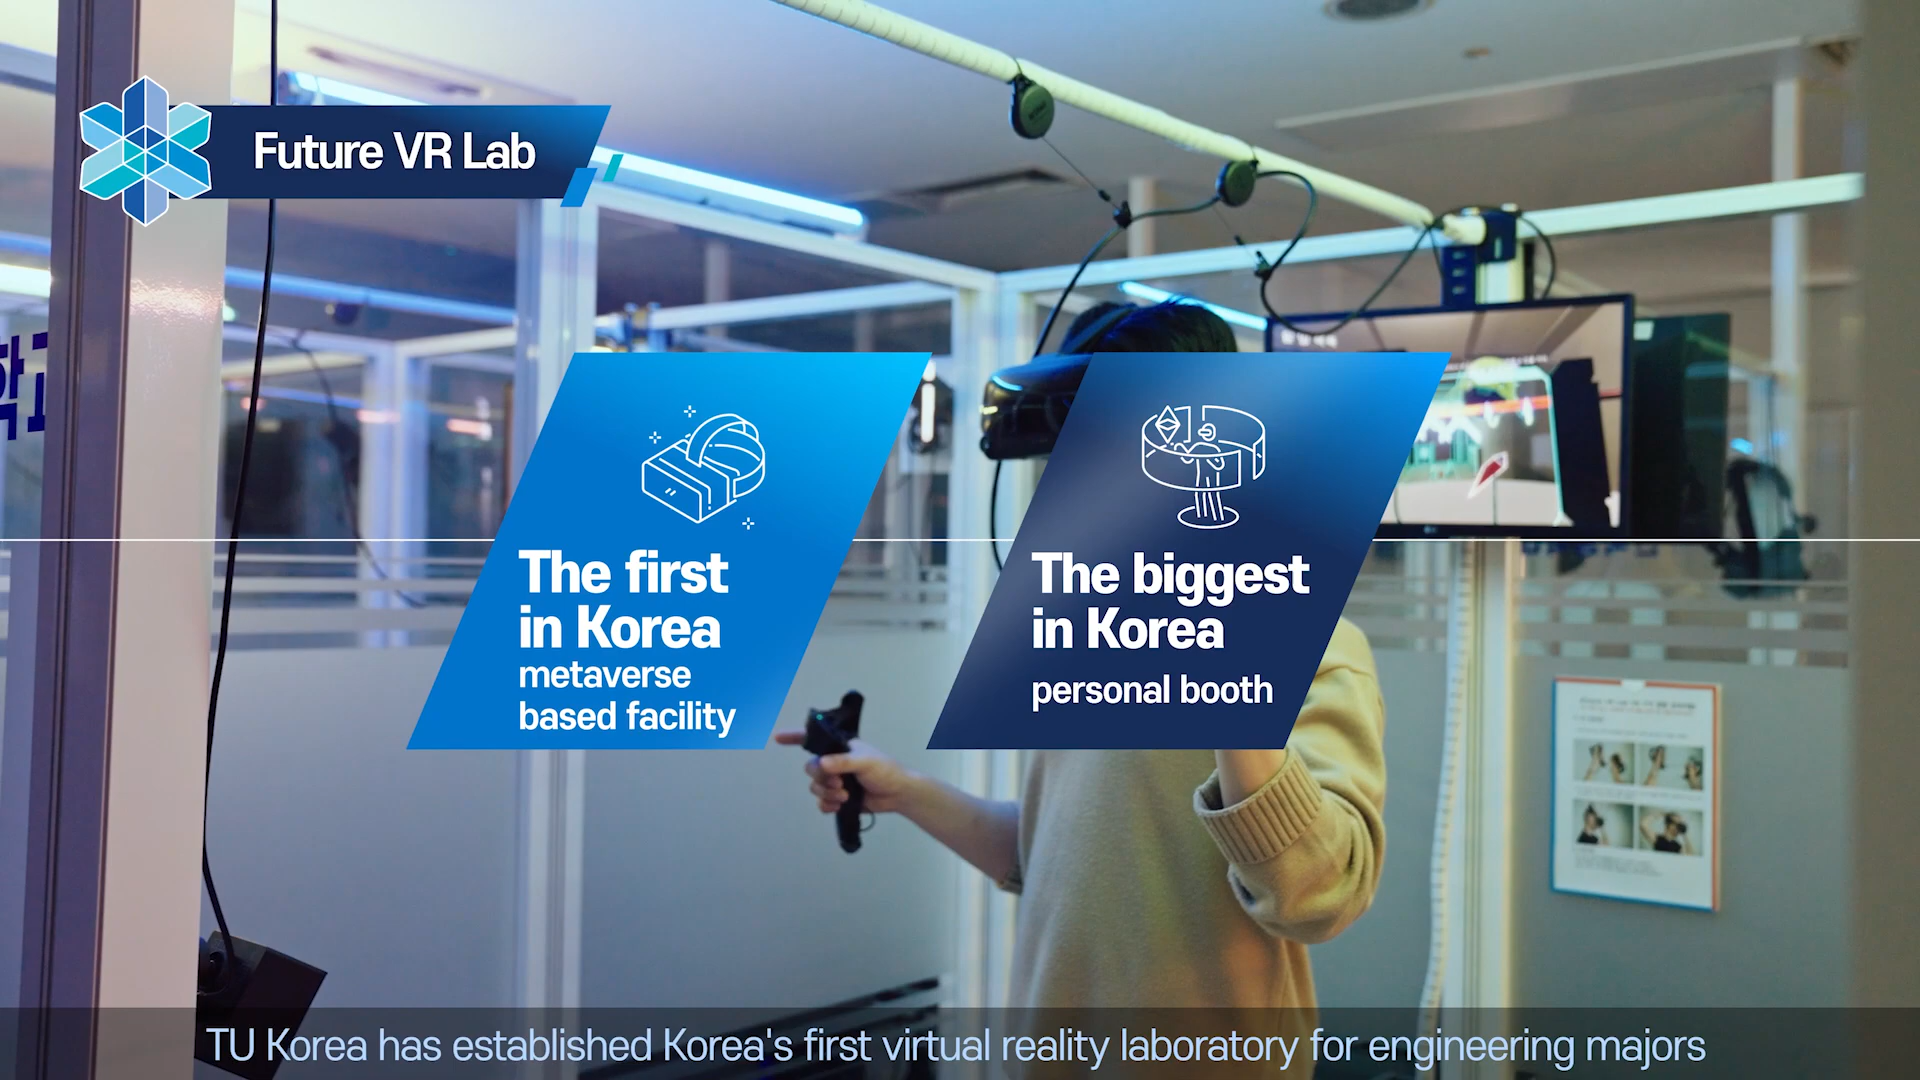 Future VR Lab
The first
in Korea
metaverse
based facility
The biggest
in Korea
personal booth
TU Korea has established Korea's first virtual reality laboratory for engineering majors